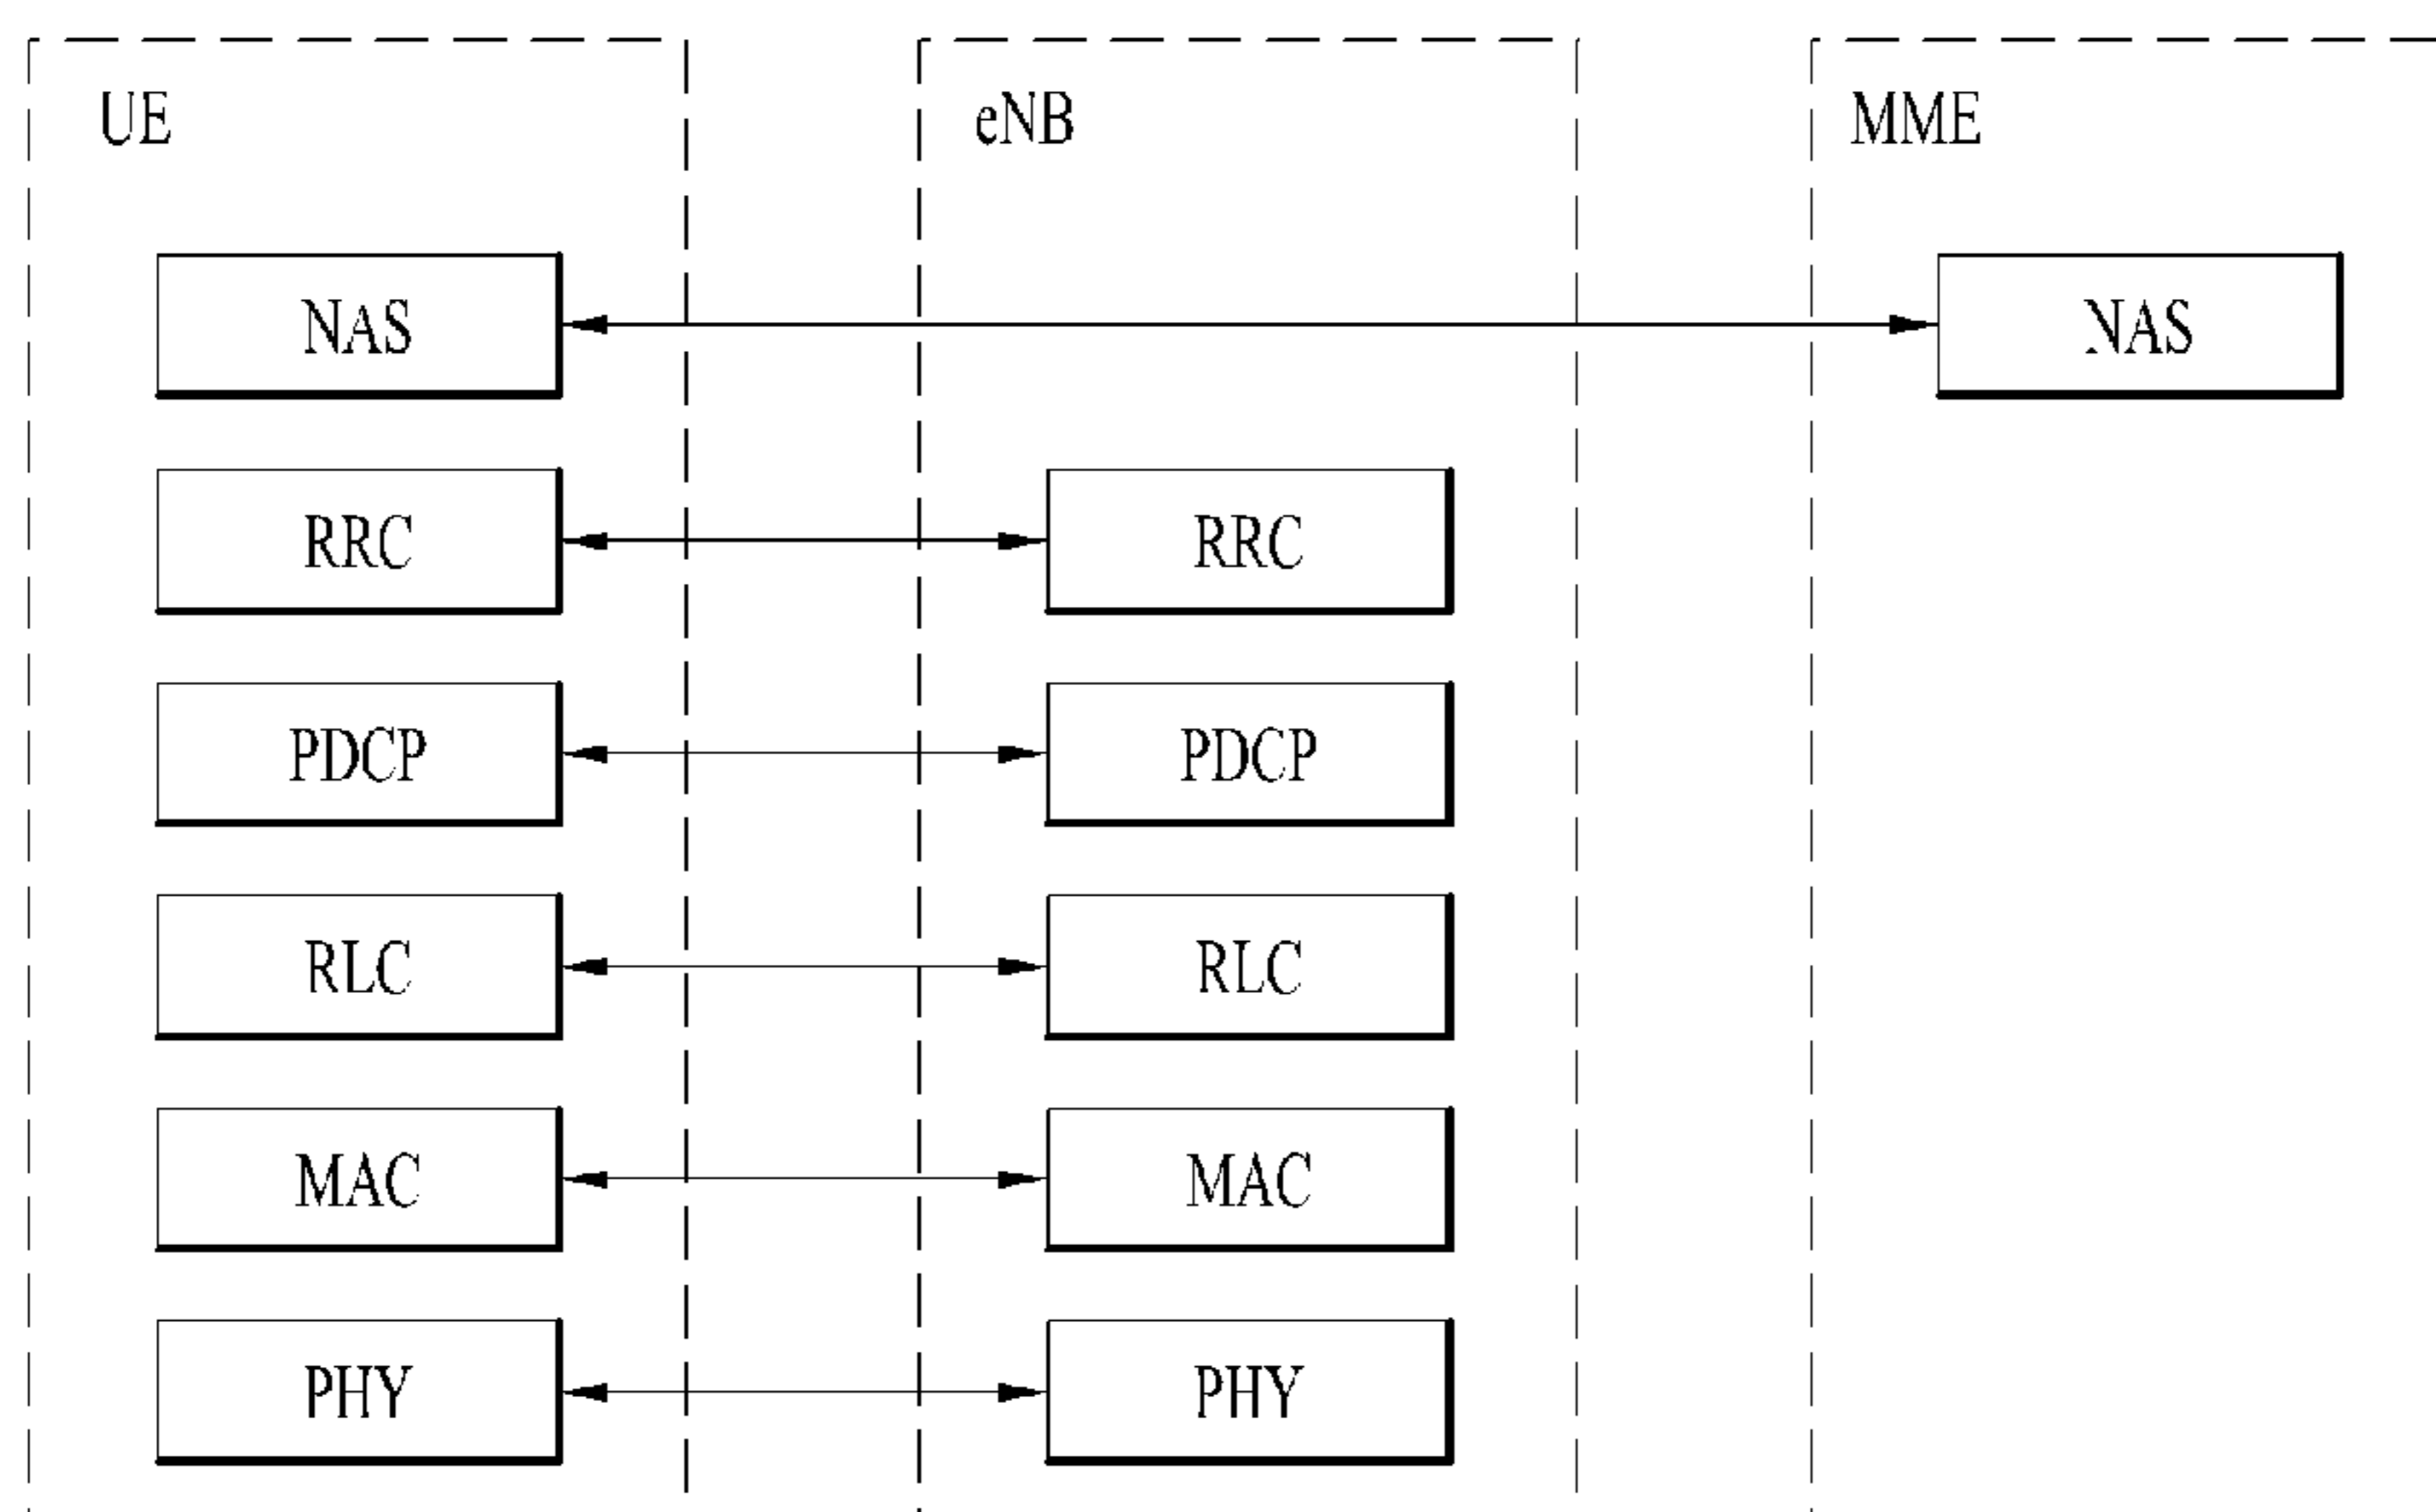 UE eNB MME
NAS NAS
RRC RRC
PDCP PDCP
RLC RLC
MAC MAC
PHY PHY